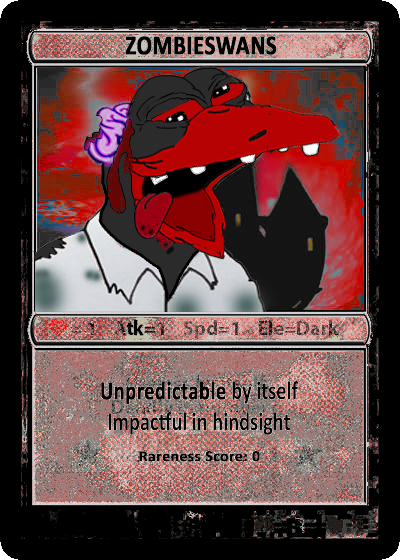 ZOMBIESWANS
= 1 Atk=1 Spd=1 Ele=Dark
Unpredictable by itself
Impactful in hindsight
Rareness Score: 0